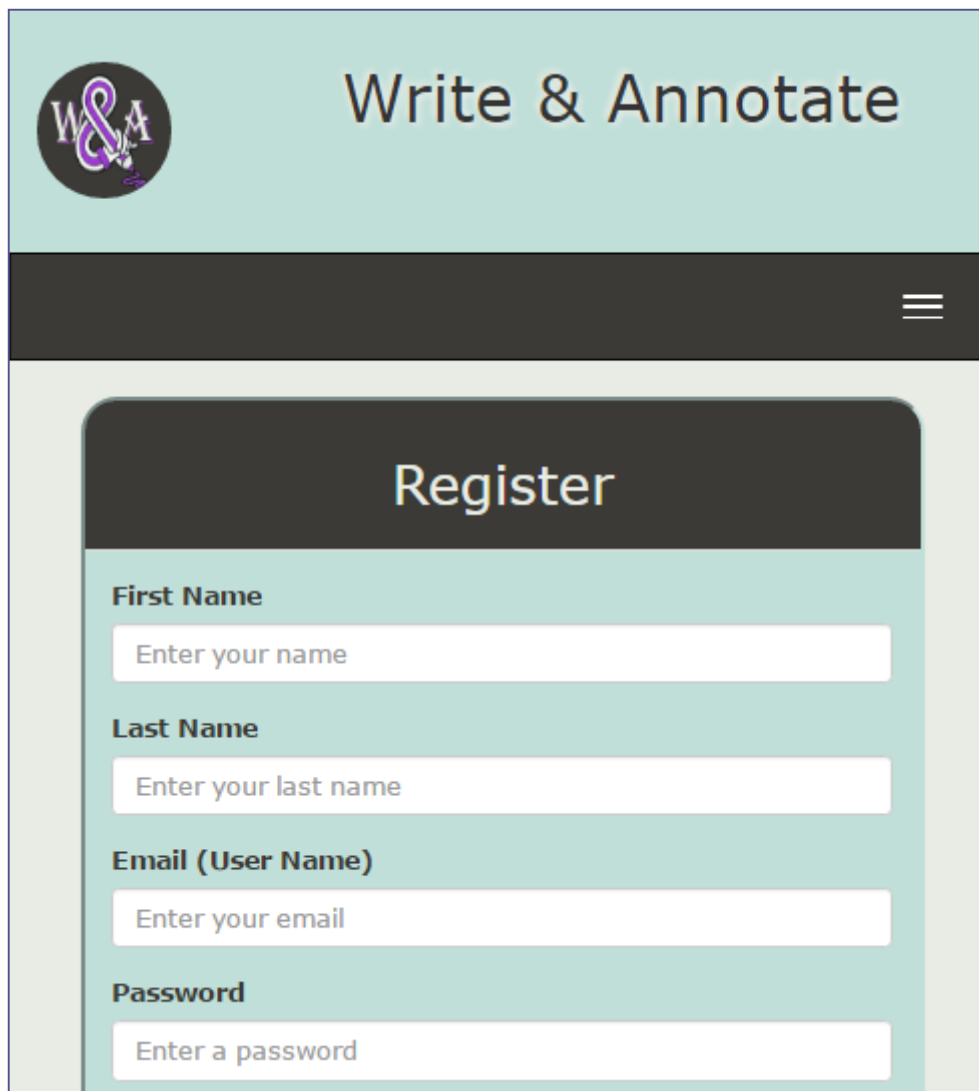 W&A
Write & Annotate
Register
First Name
Enter your name
Last Name
Enter your last name
Email (User Name)
Enter your email
Password
Enter a password